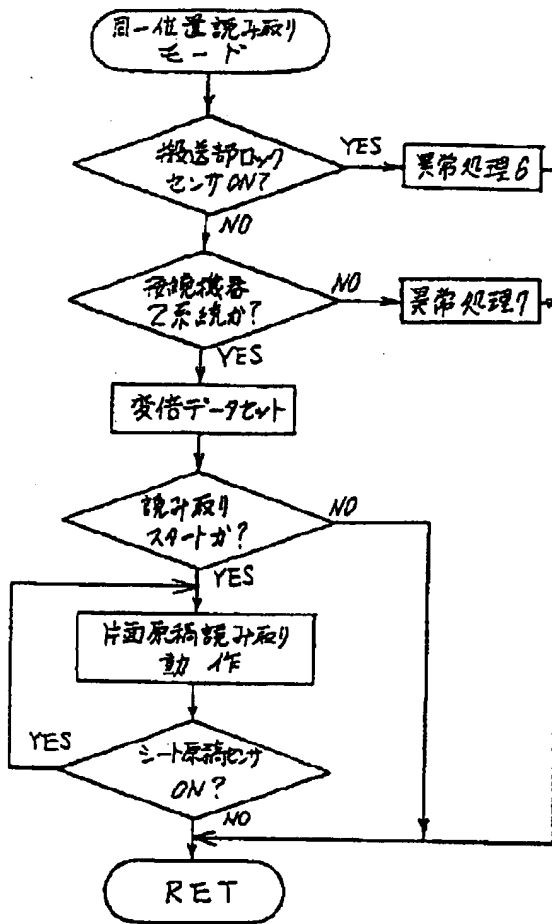 同一位置読み取り
モード
搬送部ロック
センサON?
YES
異常処理6
NO
接続機器
2系統か?
NO
異常処理7
YES
変倍データセット
読み取り
スタートか?
NO
YES
片面原稿読み取り
動作
YES
シート原稿センサ
ON?
NO
RET